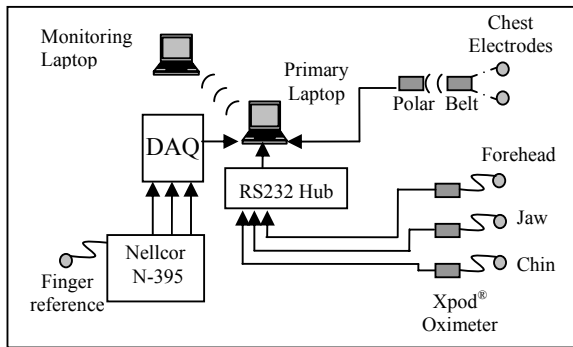 Monitoring
Laptop
Primary
Laptop
Chest
Electrodes
Polar
Belt
DAQ
RS232 Hub
Forehead
Jaw
Chin
Nellcor
N-395
Finger
reference
Xpod®
Oximeter